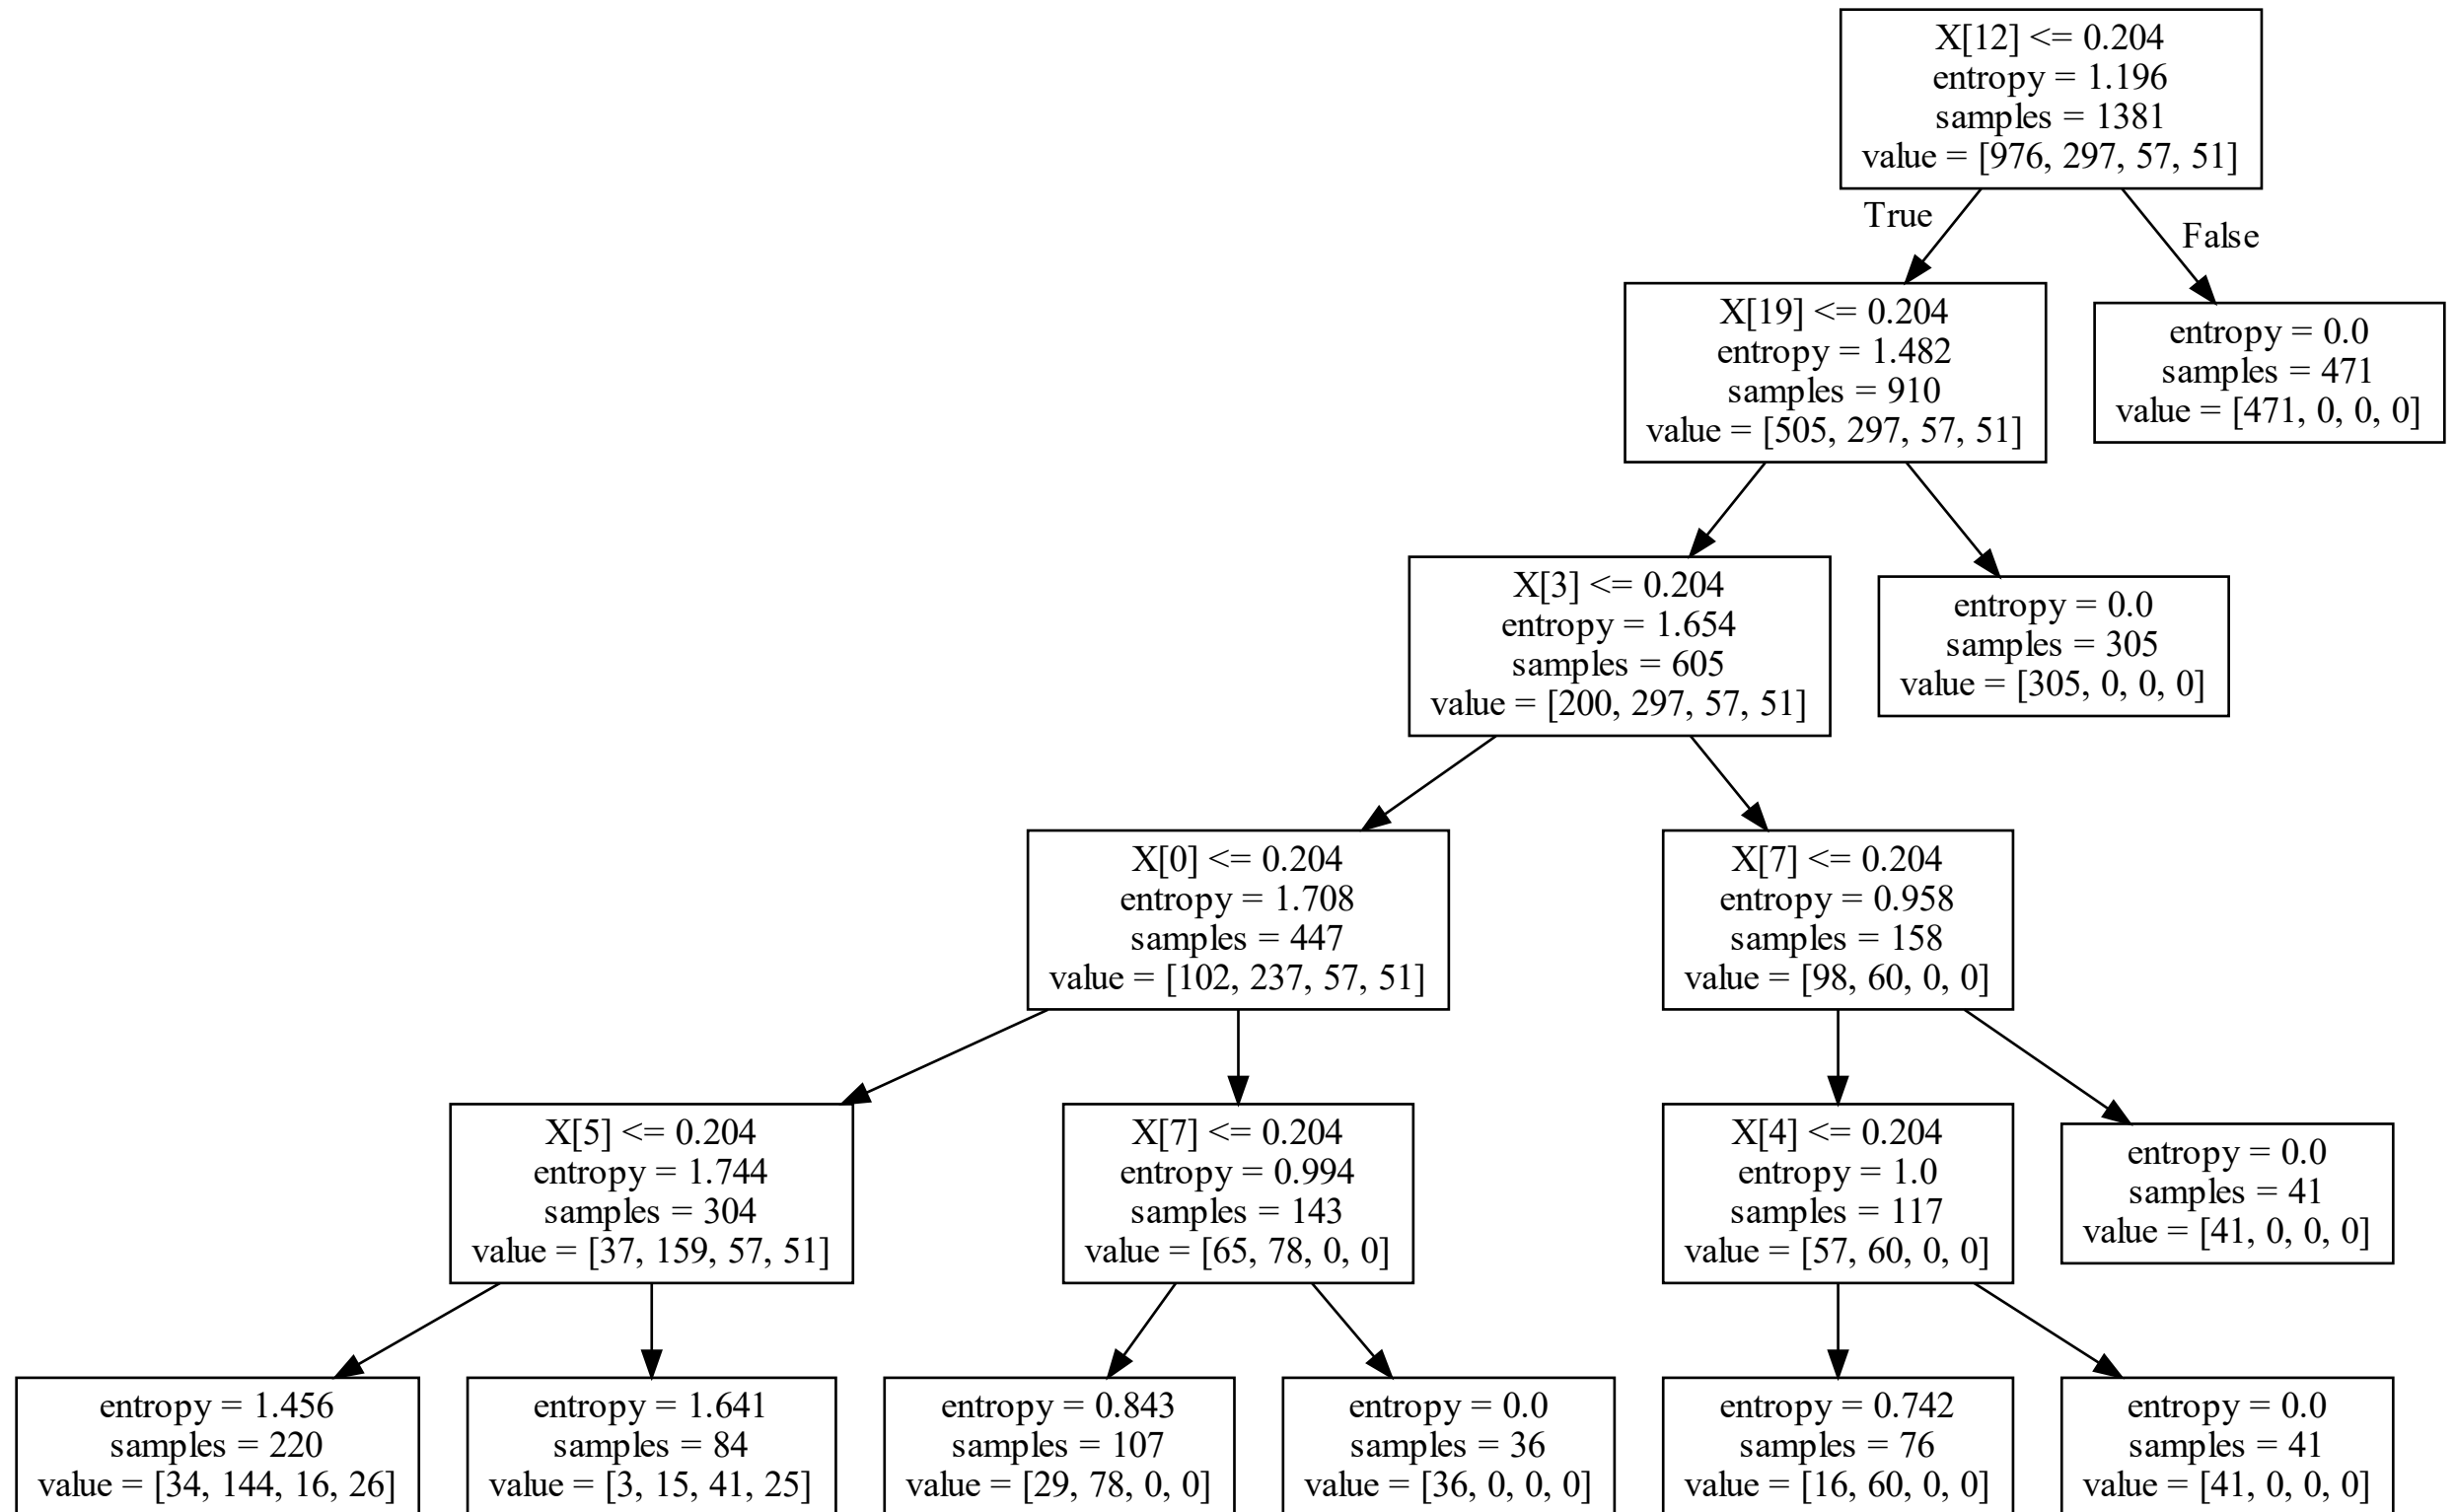 X[12] <= 0.204
entropy = 1.196
samples = 1381
value = [976, 297, 57, 51]
True
False
X[19] <= 0.204
entropy = 1.482
samples = 910
value = [505, 297, 57, 51]
entropy = 0.0
samples = 471
value = [471, 0, 0, 0]
X[3] <= 0.204
entropy = 1.654
samples = 605
value = [200, 297, 57, 51]
entropy = 0.0
samples = 305
value = [305, 0, 0, 0]
X[0] <= 0.204
entropy = 1.708
samples = 447
value = [102, 237, 57, 51]
X[7] <= 0.204
entropy = 0.958
samples = 158
value = [98, 60, 0, 0]
X[5] <= 0.204
entropy = 1.744
samples = 304
value = [37, 159, 57, 51]
X[7] <= 0.204
entropy = 0.994
samples = 143
value = [65, 78, 0, 0]
X[4] <= 0.204
entropy = 1.0
samples = 117
value = [57, 60, 0, 0]
entropy = 0.0
samples = 41
value = [41, 0, 0, 0]
entropy = 1.456
samples = 220
value = [34, 144, 16, 26]
entropy = 1.641
samples = 84
value = [3, 15, 41, 25]
entropy = 0.843
samples = 107
value = [29, 78, 0, 0]
entropy = 0.0
samples = 36
value = [36, 0, 0, 0]
entropy = 0.742
samples = 76
value = [16, 60, 0, 0]
entropy = 0.0
samples = 41
value = [41, 0, 0, 0]